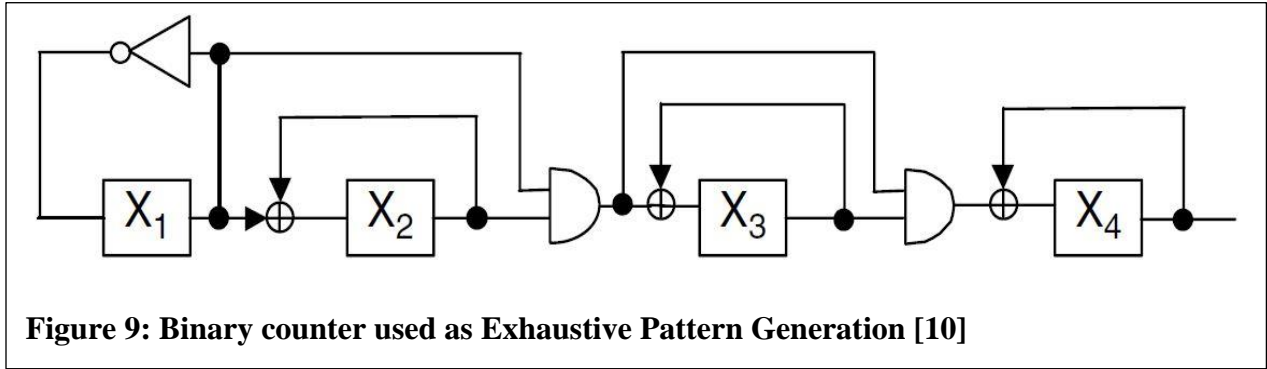 X1
X2
X3
X4
Figure 9: Binary counter used as Exhaustive Pattern Generation [10]